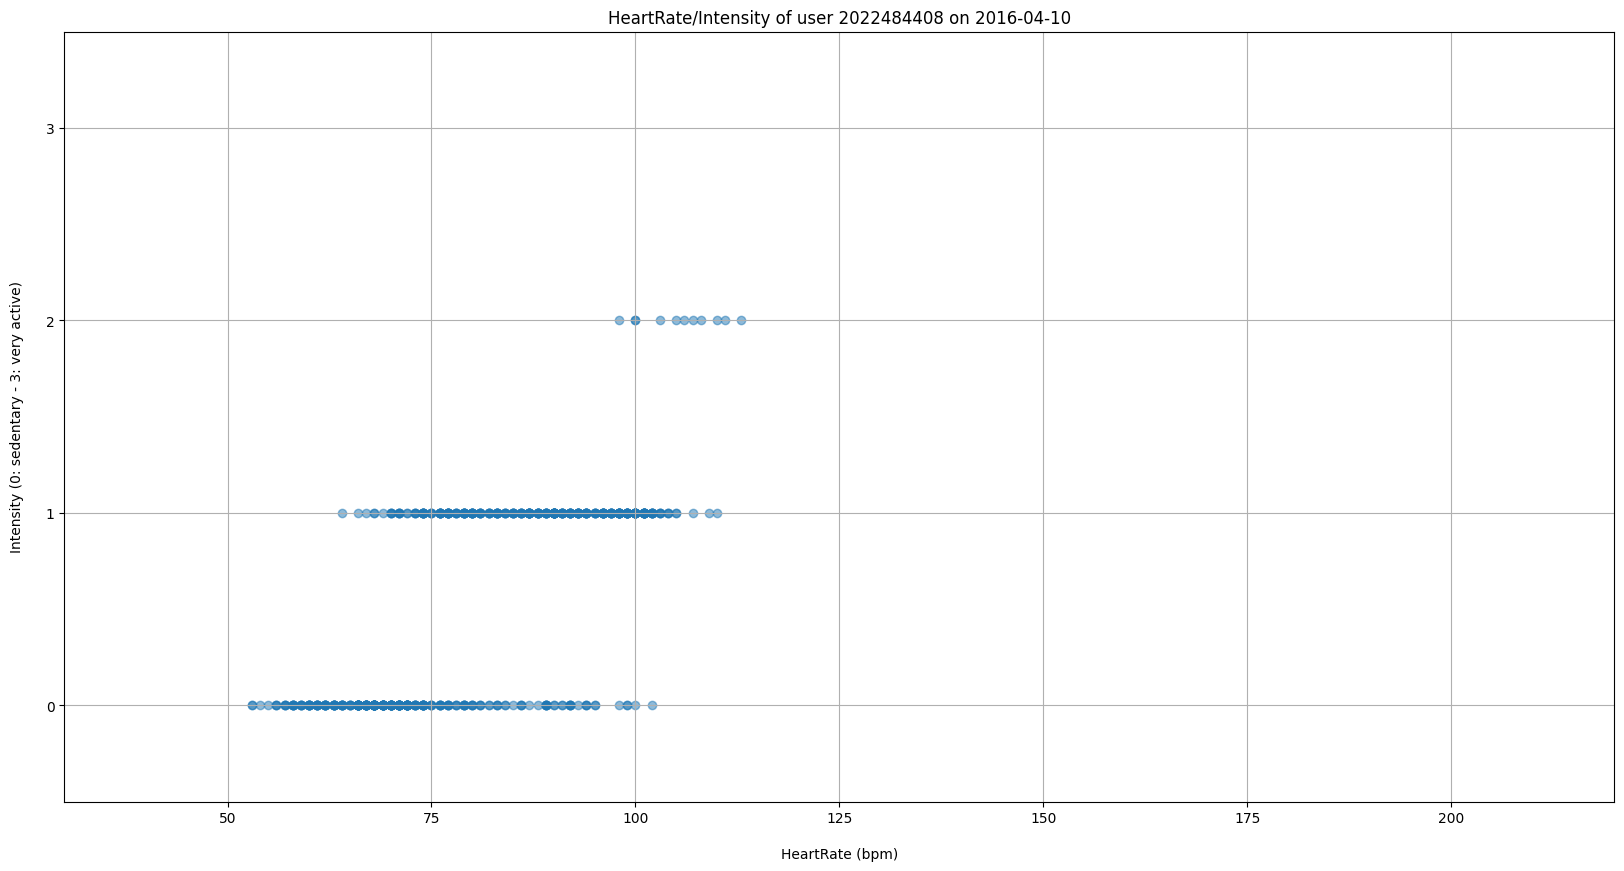 HeartRate/Intensity of user 2022484408 on 2016-04-10
Intensity (0: sedentary - 3: very active)
3
2
1
0
50 75 100 125 150 175 200
HeartRate (bpm)